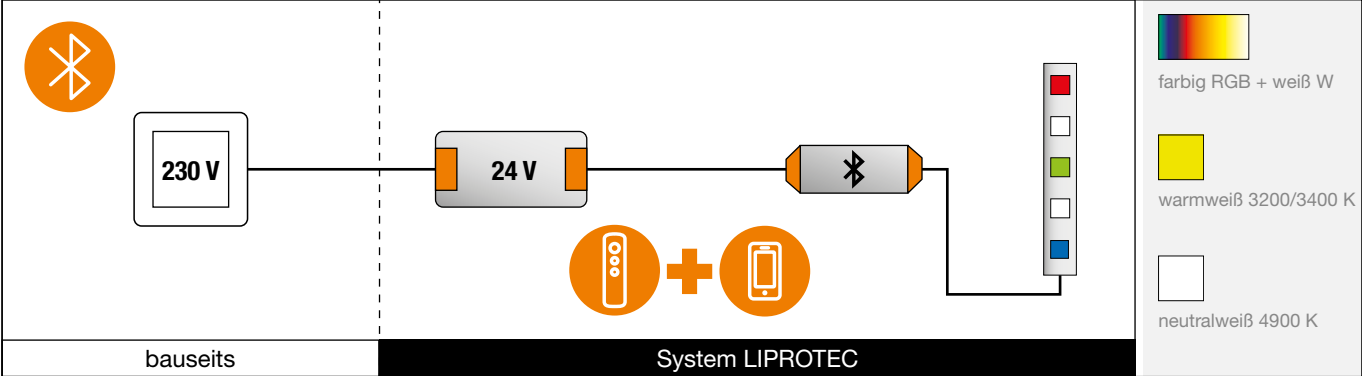 230 V
24 V
bauseits
System LIPROTEC
farbig RGB + weiß W
warmweiß 3200/3400 K
neutralweiß 4900 K